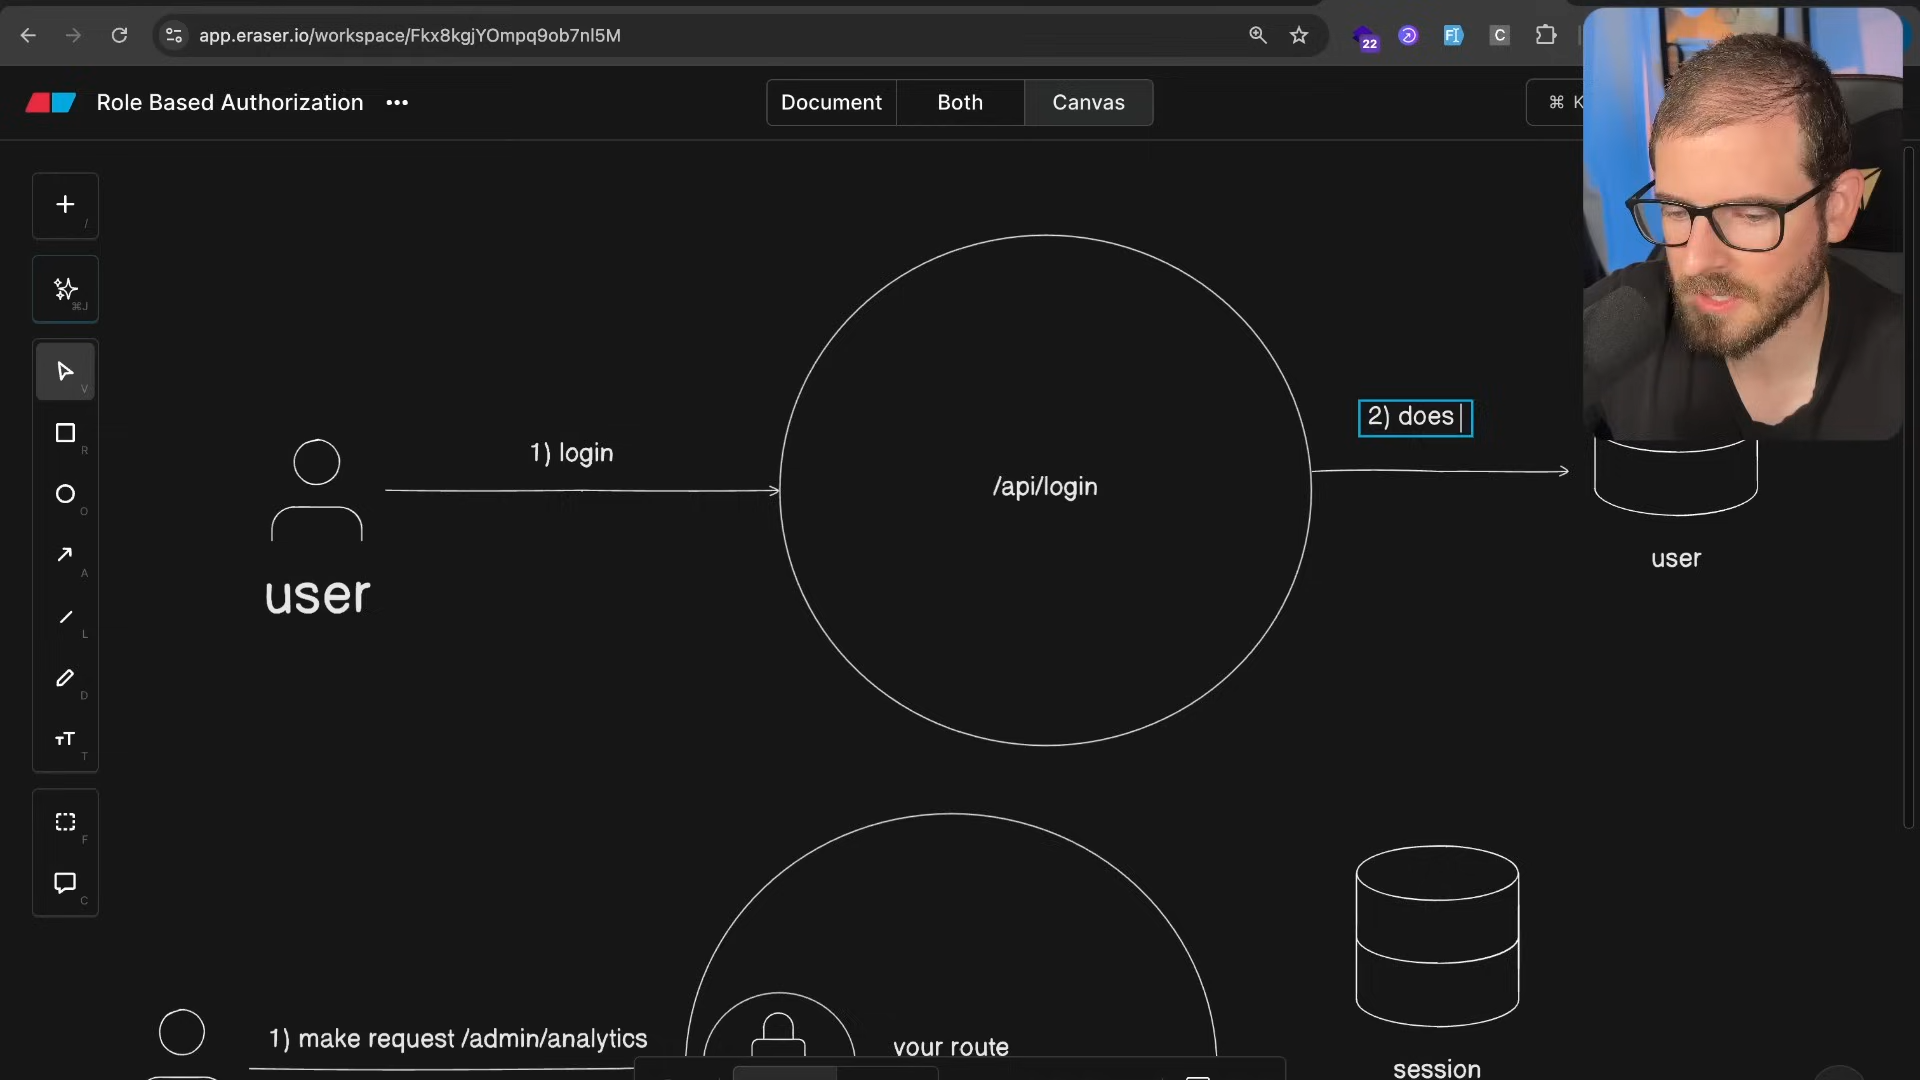 app.eraser.io/workspace/Fkx8kgjYOmpq9ob7nl5M
22
C
Role Based Authorization
Document
Both
Canvas
⌘ K
/
⌘J
V
R
O
A
L
D
T
F
C
1) login
/api/login
2) does
user
user
1) make request /admin/analytics
your route
session